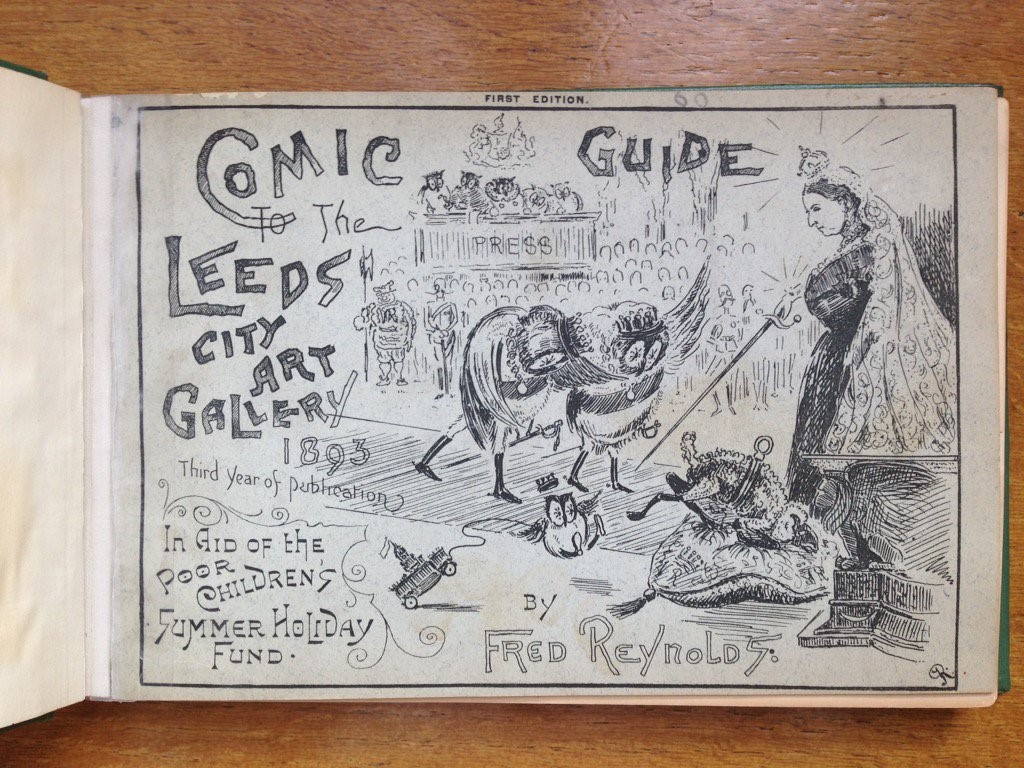 FIRST EDITION.
60
COMIC GUIDE
TO The
LEEDS
CITY
ART
GALLERY
1893
Third Year of publication
PRESS
IN AID OF the
POOR
CHILDREN'S
SUMMER HOLIDAY
FUND.
BY
FRED REYNOLDS: